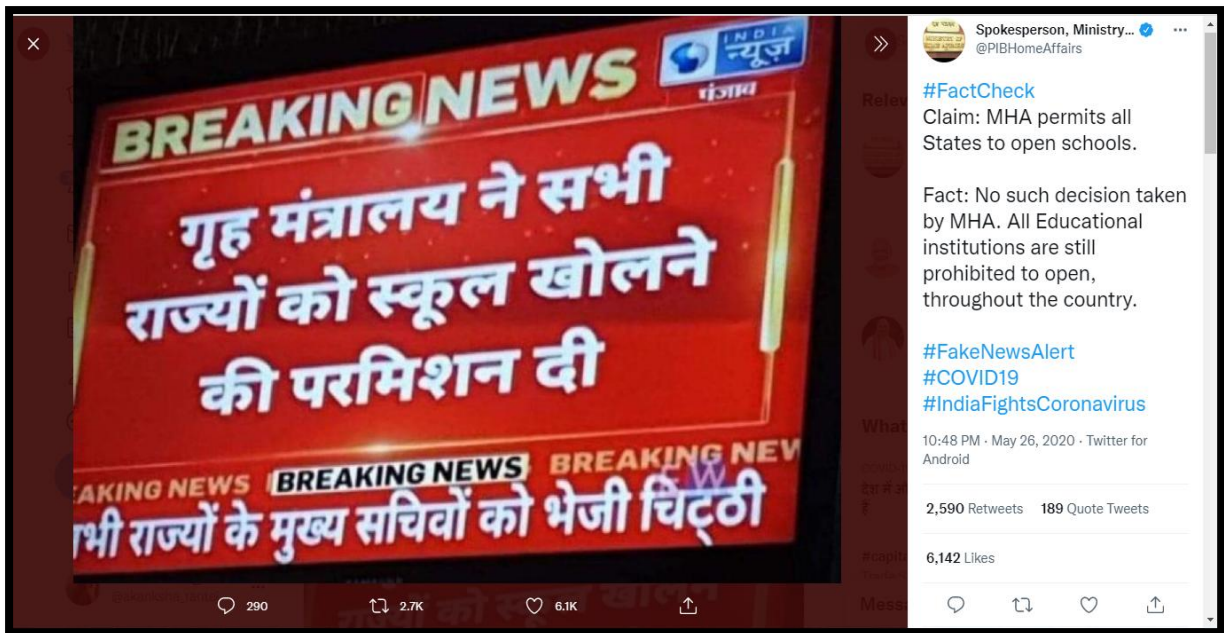 BREAKING NEWS
INDIA
न्यूज़
पंजाब
गृह मंत्रालय ने सभी
राज्यों को स्कूल खोलने
की परमिशन दी
AKING NEWS BREAKING NEWS BREAKING NEW
भी राज्यों के मुख्य सचिवों को भेजी चिट्ठी
290 2.7K 6.1K
Spokesperson, Ministry...
@PIBHomeAffairs
#FactCheck
Claim: MHA permits all
States to open schools.
Fact: No such decision taken
by MHA. All Educational
institutions are still
prohibited to open,
throughout the country.
#FakeNewsAlert
#COVID19
#IndiaFightsCoronavirus
10:48 PM · May 26, 2020 · Twitter for
Android
2,590 Retweets 189 Quote Tweets
6,142 Likes